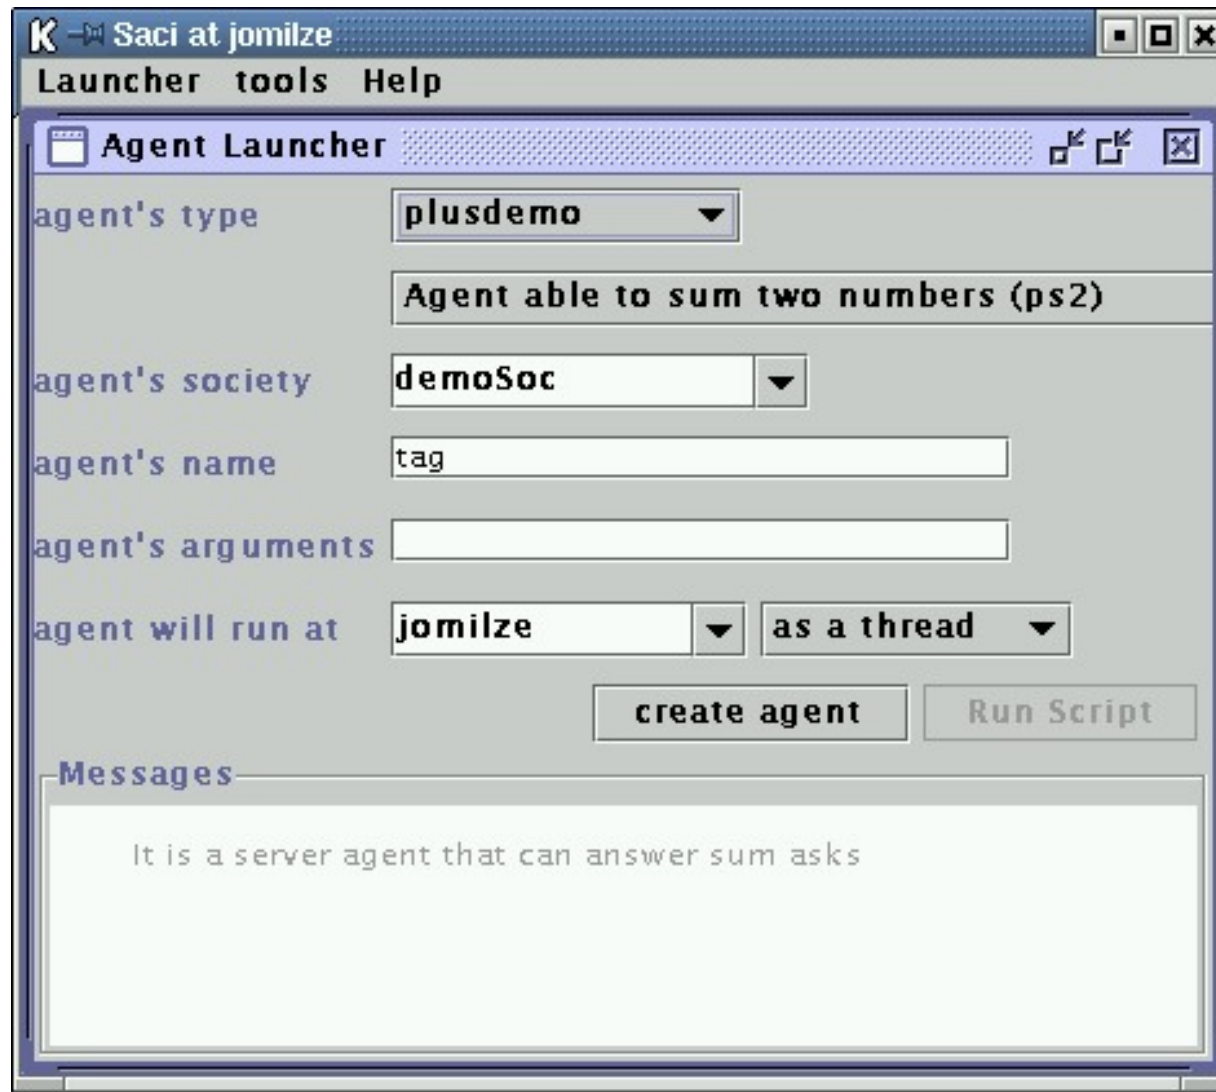 Saci at jomilze
Launcher tools Help
Agent Launcher
agent's type plusdemo
Agent able to sum two numbers (ps2)
agent's society demoSoc
agent's name tag
agent's arguments
agent will run at jomilze as a thread
create agent Run Script
Messages
It is a server agent that can answer sum asks